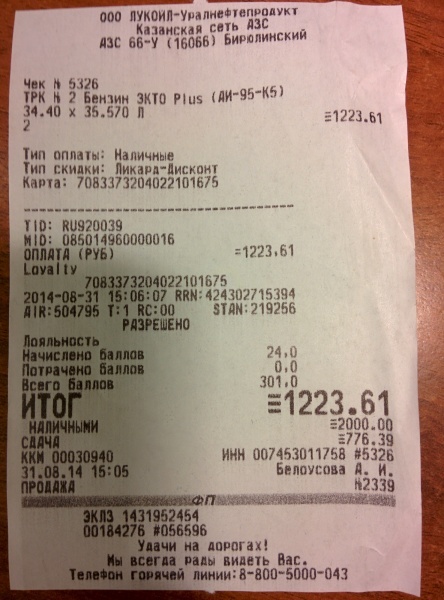 ООО ЛУКОЙЛ-Уралнефтепродукт
Казанская сеть АЗС
АЗС 66-У (16066) Бирюлинский
Чек № 5326
ТРК № 2 Бензин ЭКТО Plus (АИ-95-К5)
34.40 x 35.570 Л ≡1223.61
2
Тип оплаты: Наличные
Тип скидки: Ликард-Дисконт
Карта: 7083373204022101675
--------------------------------
TID: RU920039
MID: 085014960000016
ОПЛАТА (РУБ) =1223.61
Loyalty
7083373204022101675
2014-08-31 15:06:07 RRN:424302715394
AIR:504795 T:1 RC:00 STAN:219256
РАЗРЕШЕНО
Лояльность
Начислено баллов 24.0
Потрачено баллов 0.0
Всего баллов 301.0
ИТОГ ≡1223.61
НАЛИЧНЫМИ ≡2000.00
СДАЧА ≡776.39
ККМ 00030940 ИНН 007453011758 #5326
31.08.14 15:05 Белоусова А. И.
ПРОДАЖА №2339
ФП
ЭКЛЗ 1431952454
00184276 #056596
Удачи на дорогах!
Мы всегда рады видеть Вас.
Телефон горячей линии:8-800-5000-043